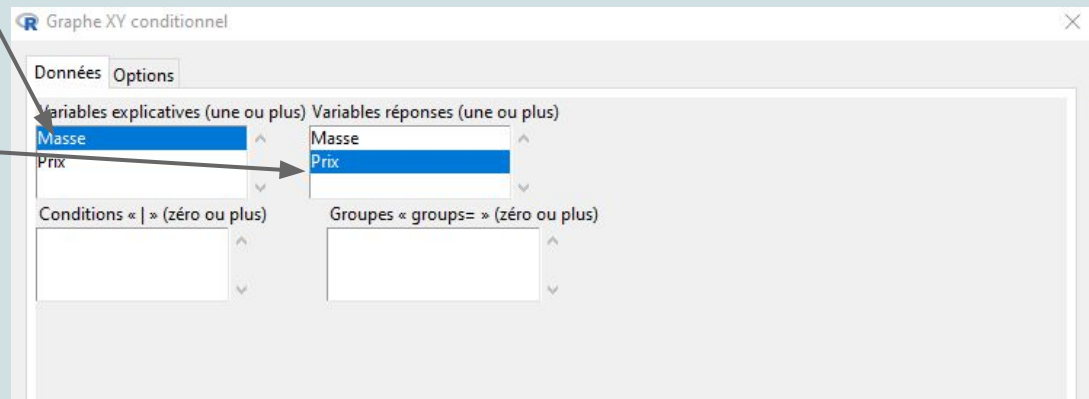 Graphe XY conditionnel
Données Options
Variables explicatives (une ou plus) Variables réponses (une ou plus)
Masse Masse
Prix Prix
Conditions « | » (zéro ou plus) Groupes « groups= » (zéro ou plus)